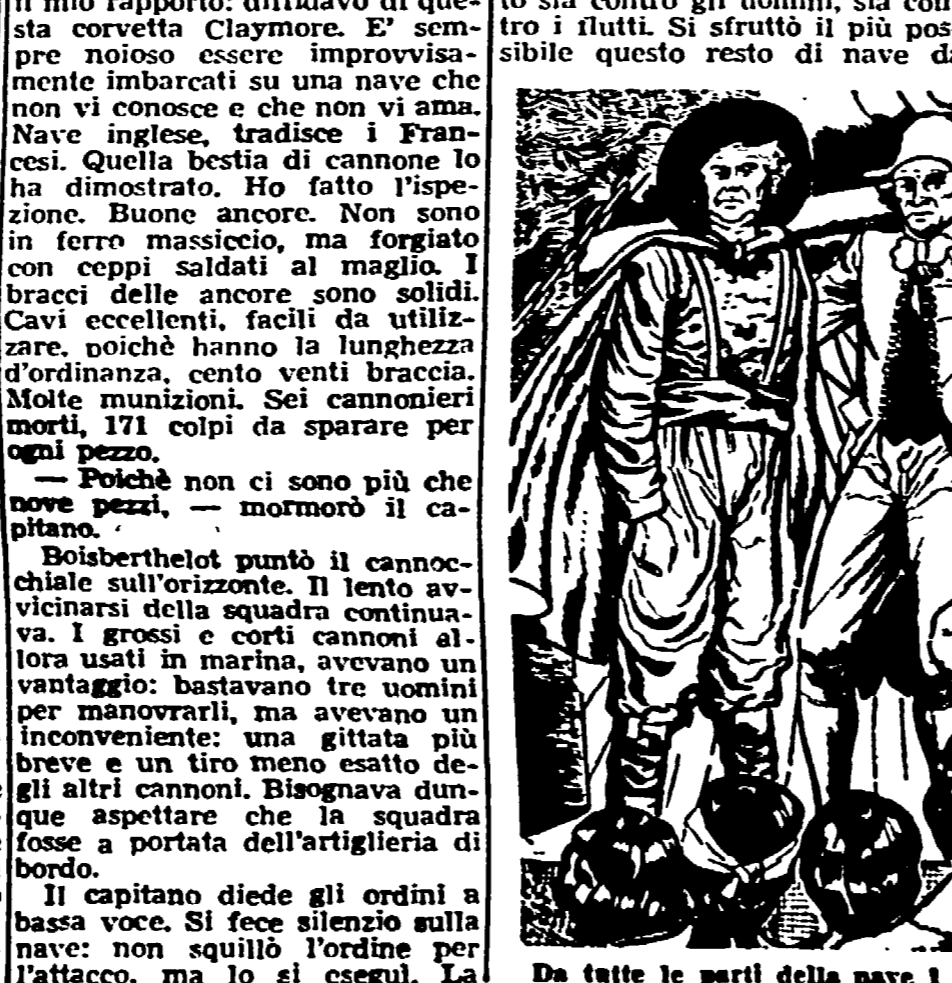 il mio rapporto: diffidavo di que-
sta corvetta Claymore. E' sem-
pre noioso essere improvvisa-
mente imbarcati su una nave che
non vi conosce e che non vi ama.
Nave inglese, tradisce i Fran-
cesi. Quella bestia di cannone lo
ha dimostrato. Ho fatto l'ispe-
zione. Buone ancore. Non sono
in ferro massiccio, ma forgiato
con ceppi saldati al maglio. I
bracci delle ancore sono solidi.
Cavi eccellenti, facili da utiliz-
zare, poichè hanno la lunghezza
d'ordinanza, cento venti braccia.
Molte munizioni. Sei cannonieri
morti, 171 colpi da sparare per
ogni pezzo.
— Poichè non ci sono più che
nove pezzi, — mormorò il ca-
pitano.
Boisberthelot puntò il cannoc-
chiale sull'orizzonte. Il lento av-
vicinarsi della squadra continua-
va. I grossi e corti cannoni al-
lora usati in marina, avevano un
vantaggio: bastavano tre uomini
per manovrarli, ma avevano un
inconveniente: una gittata più
breve e un tiro meno esatto de-
gli altri cannoni. Bisognava dun-
que aspettare che la squadra
fosse a portata dell'artiglieria di
bordo.
Il capitano diede gli ordini a
bassa voce. Si fece silenzio sulla
nave: non squillò l'ordine per
l'attacco, ma lo si eseguì. La
to sia contro gli uomini, sia con
tro i flutti. Si sfruttò il più pos
sibile questo resto di nave da
Da tutte le parti della nave i